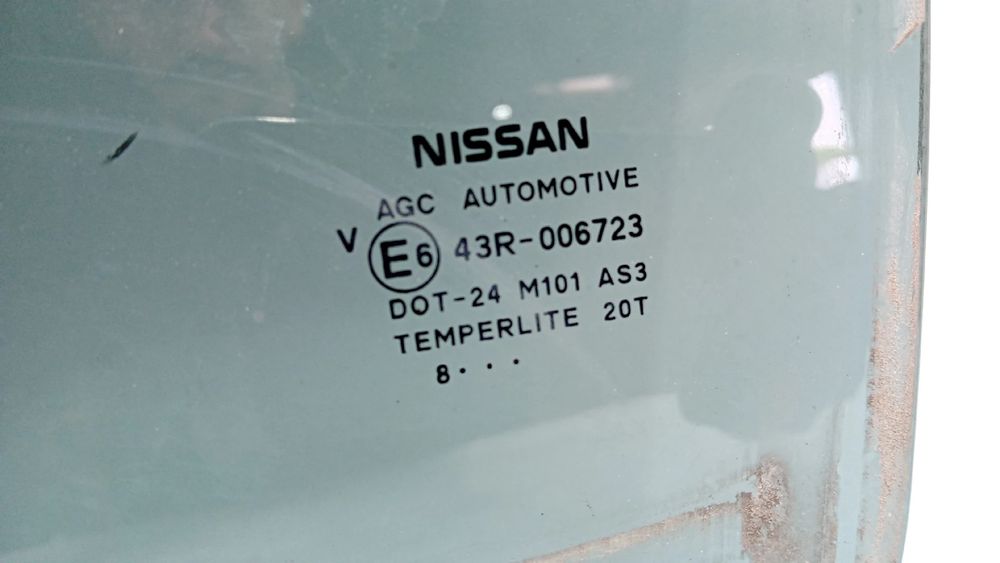 NISSAN
AGC AUTOMOTIVE
V E6 43R-006723
DOT-24 M101 AS3
TEMPERLITE 20T
8 · · ·